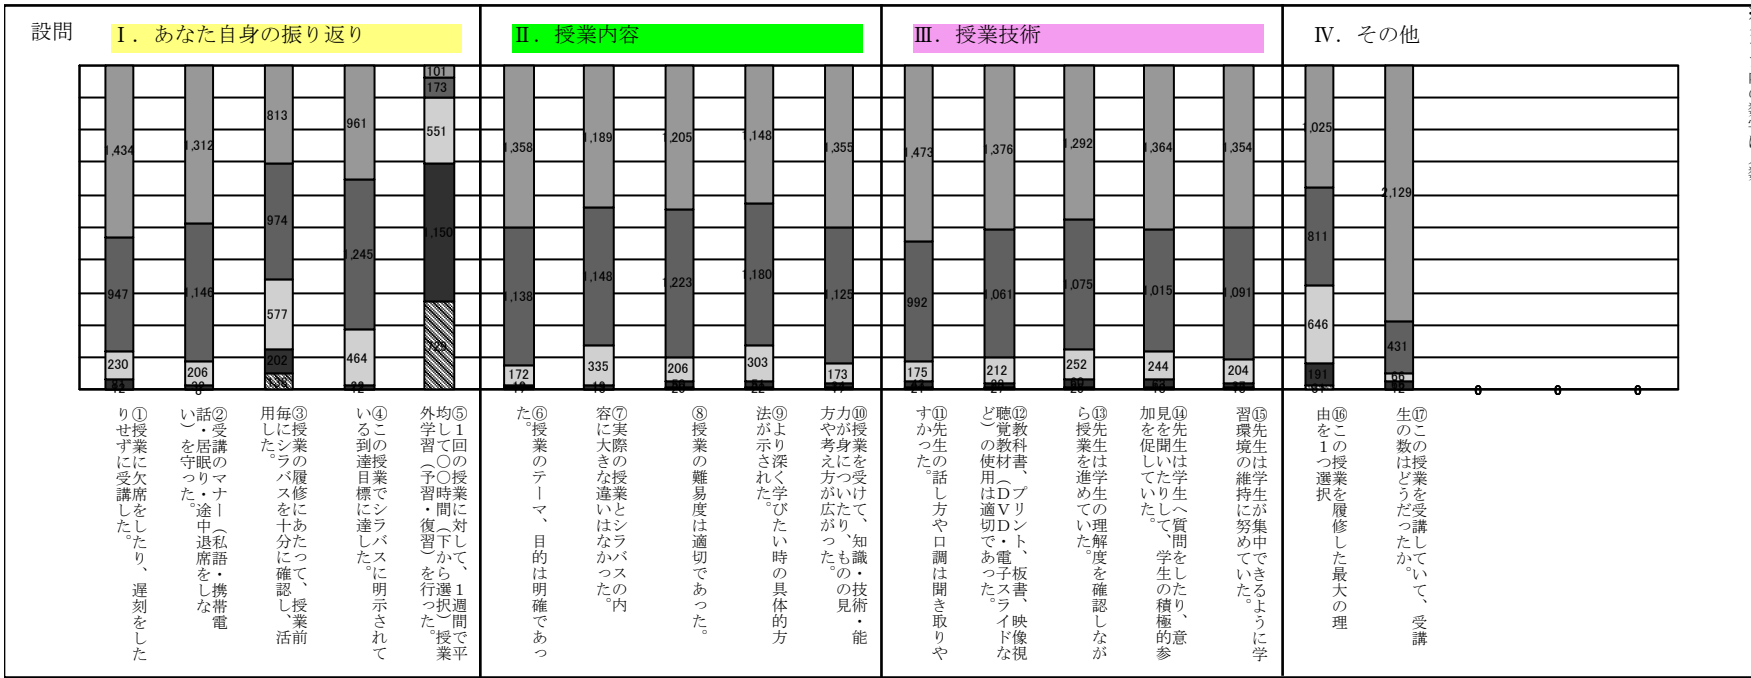 設問
Ⅰ．あなた自身の振り返り
Ⅱ．授業内容
Ⅲ．授業技術
Ⅳ．その他
1,434
947
230
12
1,312
1,146
206
813
974
577
202
136
961
1,245
464
12
101
173
551
1,150
729
1,358
1,138
172
1,189
1,148
335
1,205
1,223
206
1,148
1,180
303
22
1,355
1,125
173
1,473
992
175
1,376
1,061
212
1,292
1,075
252
1,364
1,015
244
1,354
1,091
204
1,025
811
646
191
2,129
431
66
12
0
0
0
①授業に欠席をしたり、遅刻をした
りせずに受講した。
②受講のマナー（私語・携帯電
話・居眠り・途中退席をしな
い）を守った。
③授業の履修にあたって、授業前
毎にシラバスを十分に確認し、活
用した。
④この授業でシラバスに明示されて
いる到達目標に達した。
⑤１回の授業に対して、１週間で平
均して〇〇時間（下から選択）授業
外学習（予習・復習）を行った。
⑥授業のテーマ、目的は明確であっ
た。
⑦実際の授業とシラバスの内
容に大きな違いはなかった。
⑧授業の難易度は適切であった。
⑨より深く学びたい時の具体的方
法が示された。
⑩授業を受けて、知識・技術・能
力が身についたり、ものの見
方や考え方が広がった。
⑪先生の話し方や口調は聞き取りや
すかった。
⑫教科書、プリント、板書、映像視
聴覚教材（ＤＶＤ・電子スライドな
ど）の使用は適切であった。
⑬先生は学生の理解度を確認しなが
ら授業を進めていた。
⑭先生は学生へ質問をしたり、意
見を聞いたりして、学生の積極的参
加を促していた。
⑮先生は学生が集中できるように学
習環境の維持に努めていた。
⑯この授業を履修した最大の理
由を１つ選択
⑰この授業を受講していて、受講
生の数はどうだったか。